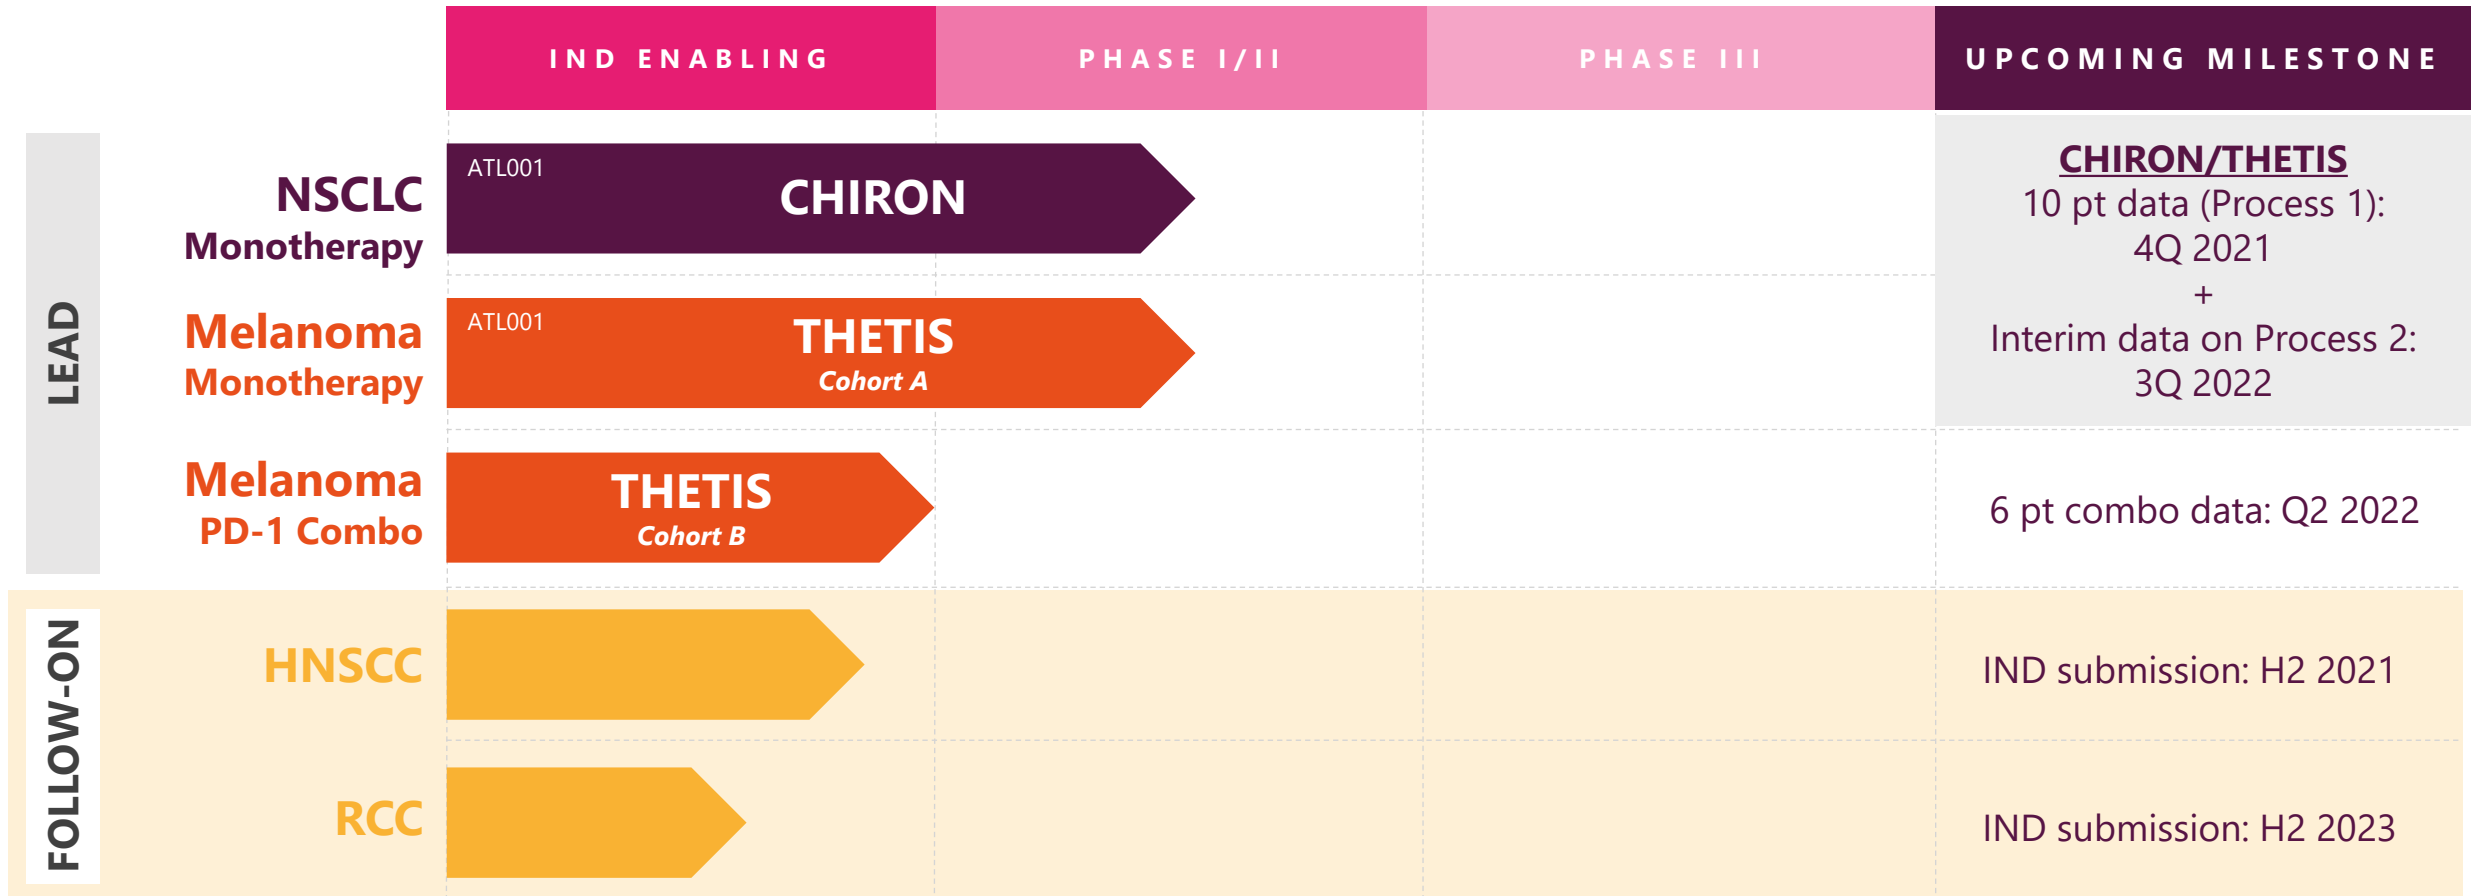 IND ENABLING
PHASE I/II
PHASE III
UPCOMING MILESTONE
LEAD
NSCLC
Monotherapy
ATL001
CHIRON
CHIRON/THETIS
10 pt data (Process 1):
4Q 2021
+
Interim data on Process 2:
3Q 2022
Melanoma
Monotherapy
ATL001
THETIS
Cohort A
Melanoma
PD-1 Combo
THETIS
Cohort B
6 pt combo data: Q2 2022
FOLLOW-ON
HNSCC
IND submission: H2 2021
RCC
IND submission: H2 2023